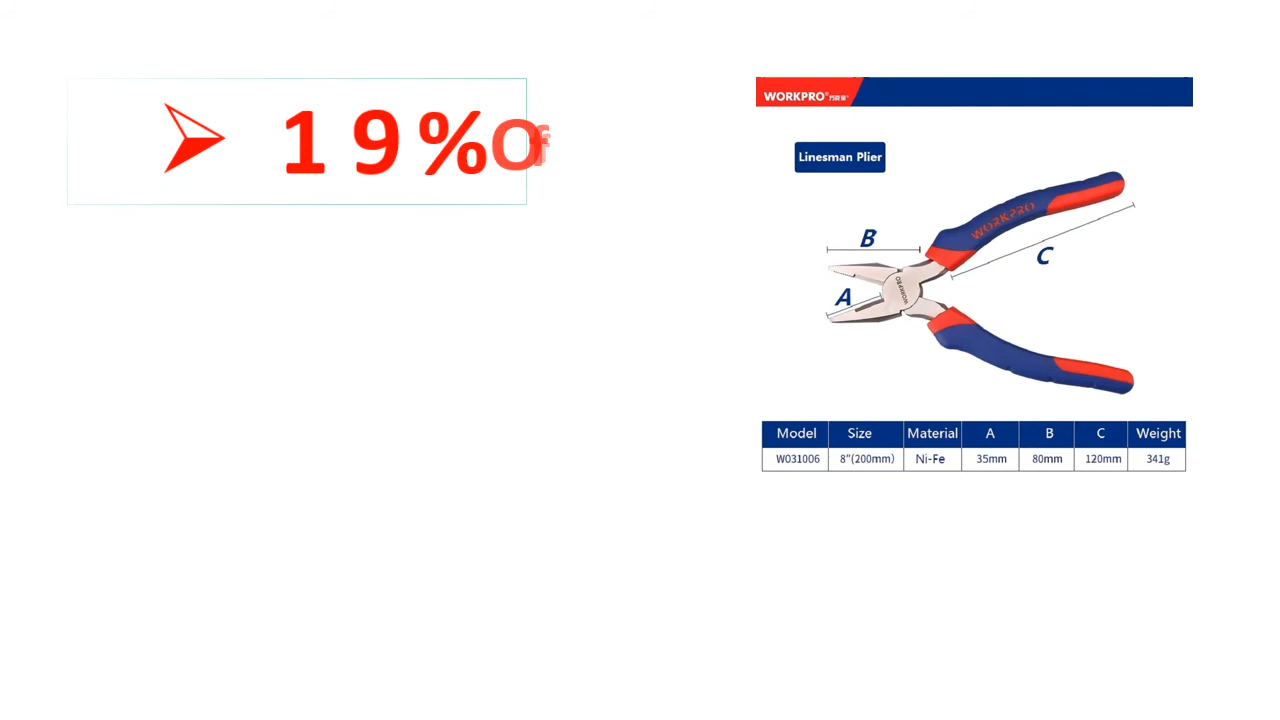 19%Of
WORKPRO®
Linesman Plier
B
WORKPRO
C
A
WORKPRO
Model Size Material A B C Weight
W031006 8"(200mm) Ni-Fe 35mm 80mm 120mm 341g